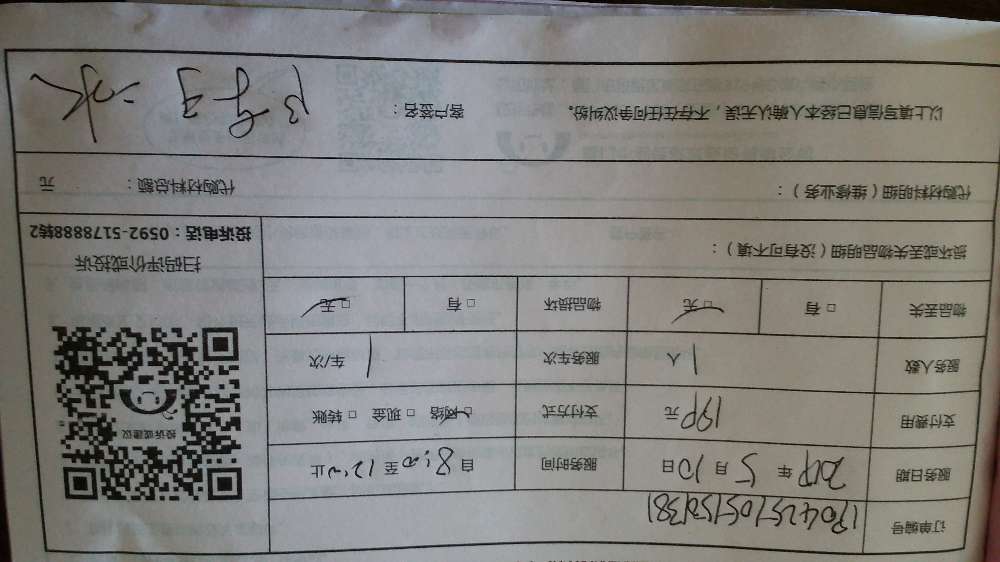 订单编号
服务日期 2019 年 5 月 10 日 服务时间 自 8:00 至 12:00 止
支付费用 190 元 支付方式 □ 网络 □ 现金 □ 转账
服务人数 1 人 服务车次 1 车/次
物品丢失 □ 有 □ 无 物品损坏 □ 有 □ 无
损坏或丢失物品明细（没有可不填）：
投诉或建议
扫码评价或投诉
投诉电话：0592-5178888转2
代购材料明细（维修业务）： 代购材料总额： 元
以上填写信息已经本人确认无误，不存在任何争议纠纷。 客户签名：